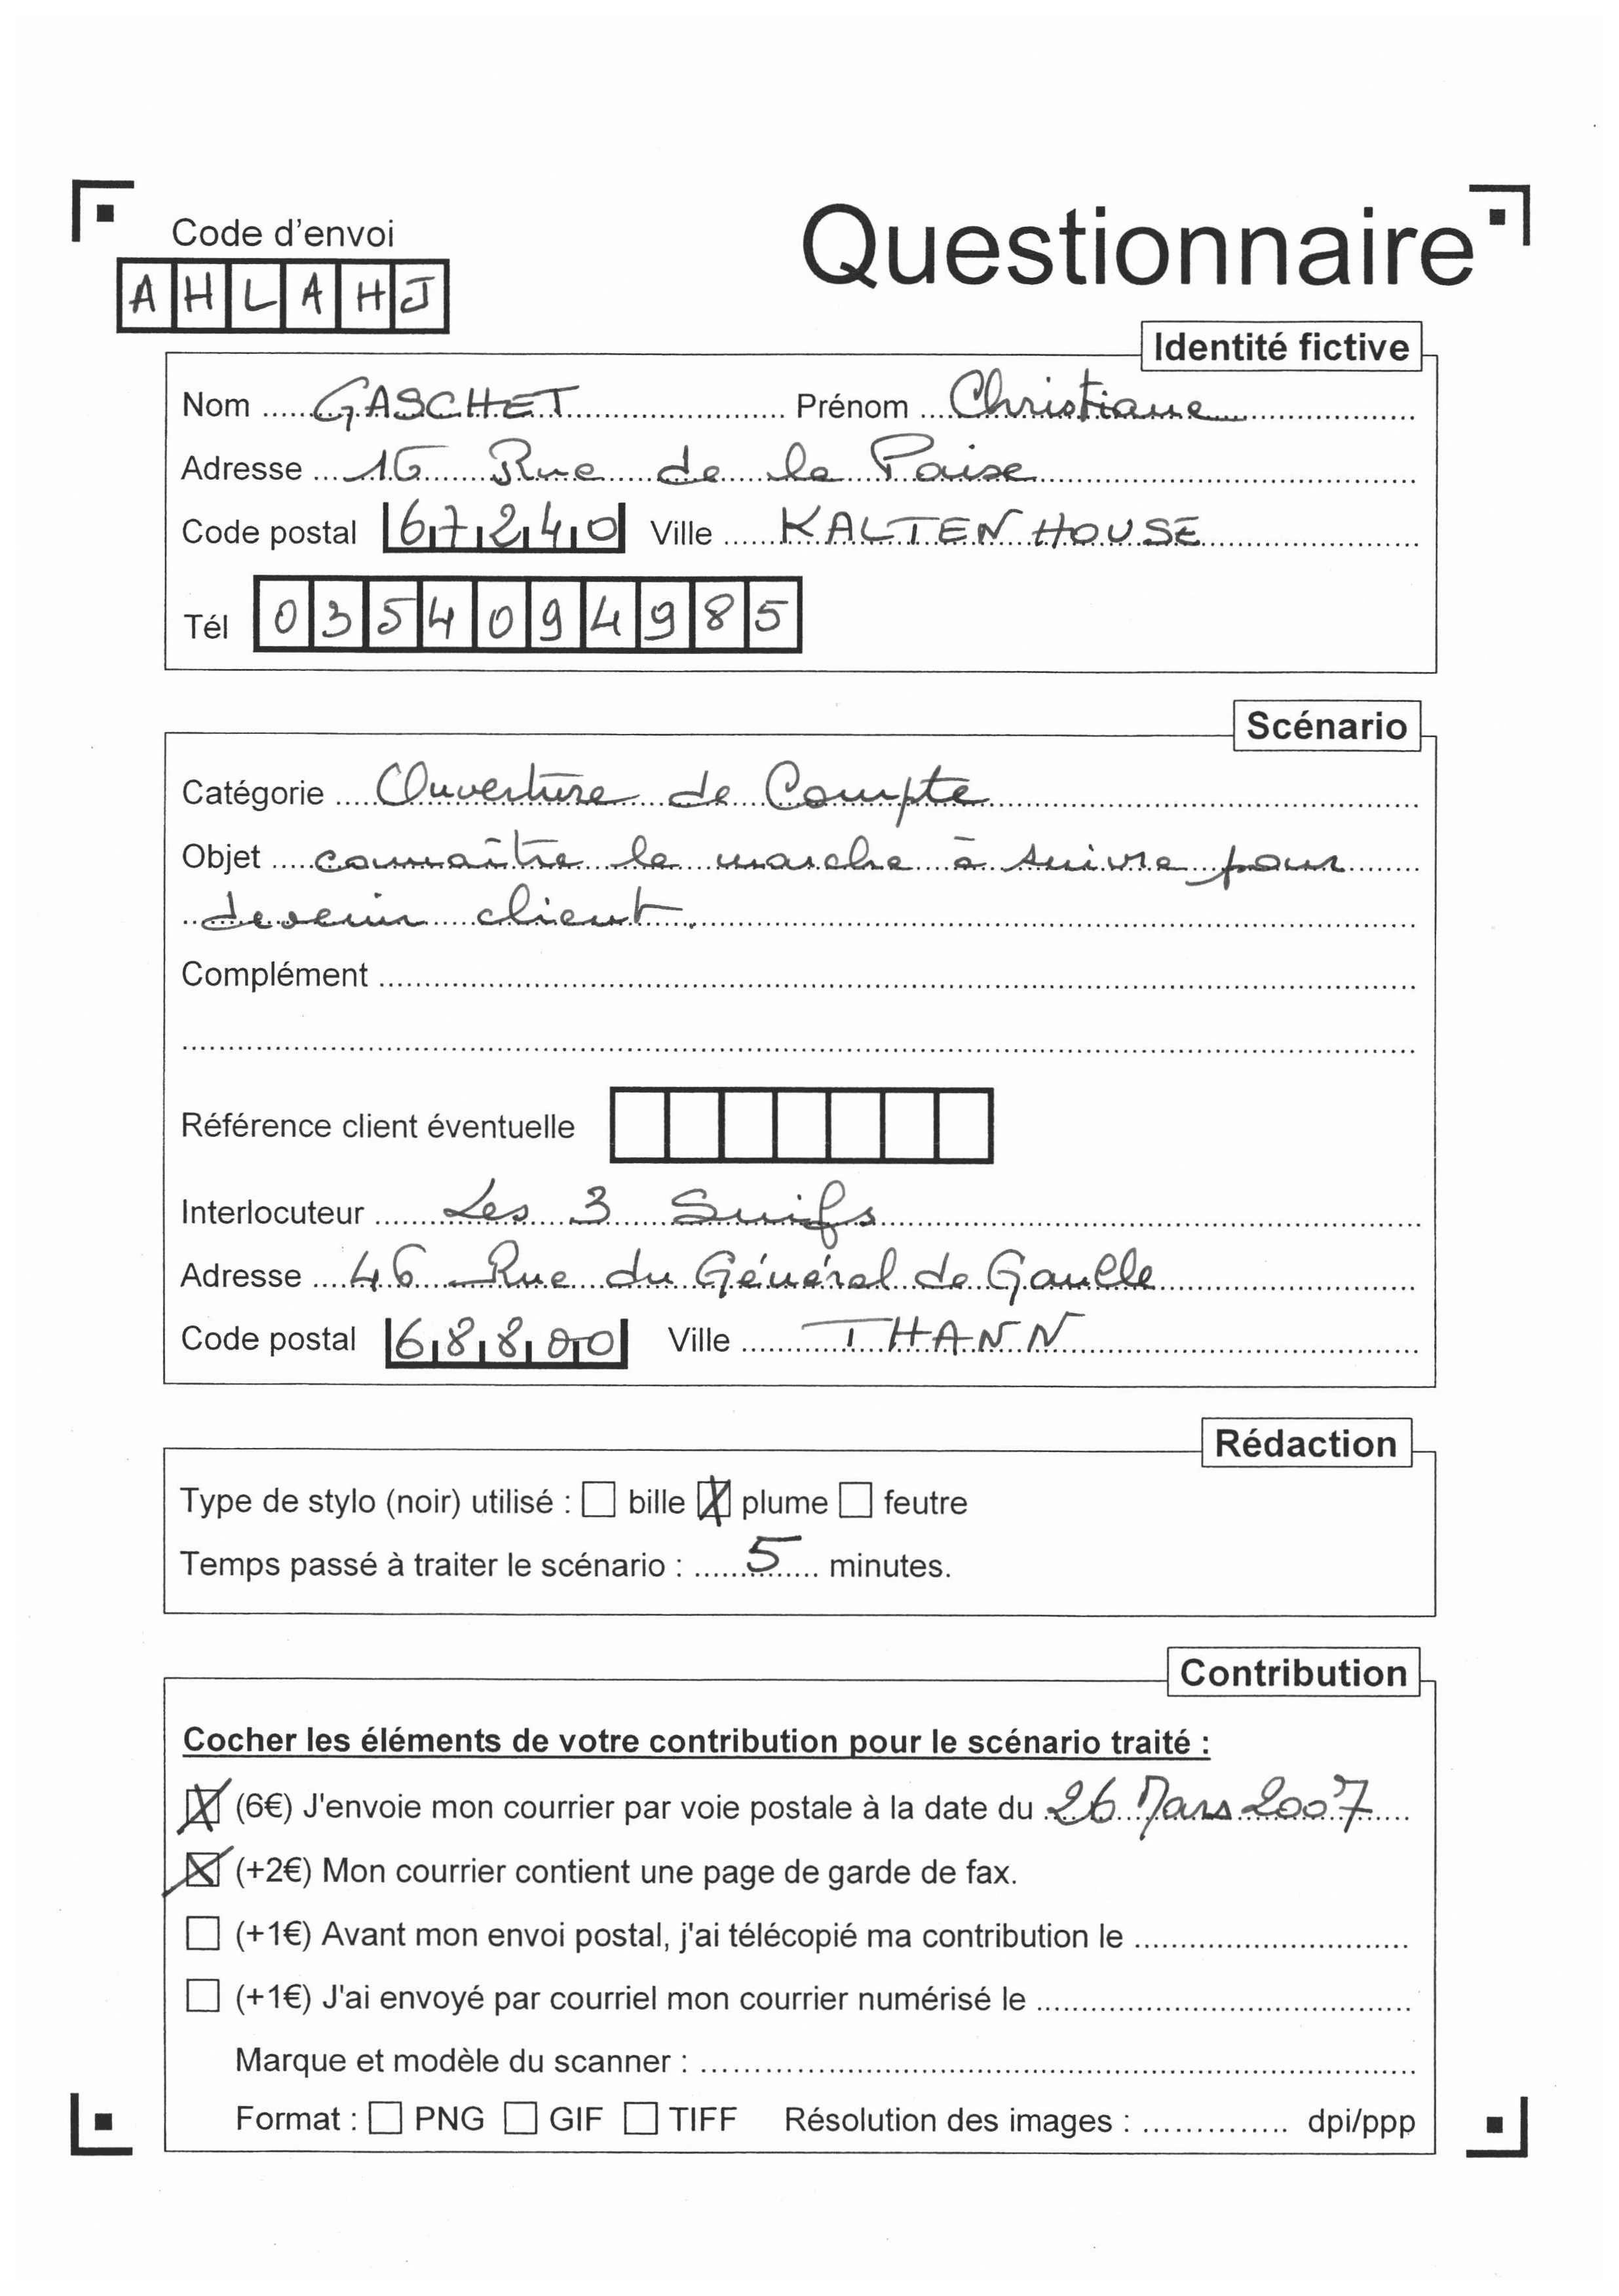 Code d'envoi
Questionnaire
AHLAHJ
Identité fictive
Nom GASCHET Prénom Christiane
Adresse 16 Rue de la Paise
Code postal 67240 Ville KALTENHOUSE
Tél 0354094985
Scénario
Catégorie Ouverture de Compte
Objet connaître la marche à suivre pour
devenir client.
Complément
Référence client éventuelle
Interlocuteur Les 3 Suifs
Adresse 46 Rue du Général de Gaulle
Code postal 68800 Ville THANN
Rédaction
Type de stylo (noir) utilisé : bille plume feutre
Temps passé à traiter le scénario : 5 minutes.
Contribution
Cocher les éléments de votre contribution pour le scénario traité :
(6€) J'envoie mon courrier par voie postale à la date du 26 Mars 2007
(+2€) Mon courrier contient une page de garde de fax.
(+1€) Avant mon envoi postal, j'ai télécopié ma contribution le
(+1€) J'ai envoyé par courriel mon courrier numérisé le
Marque et modèle du scanner :
Format : PNG GIF TIFF Résolution des images : dpi/ppp